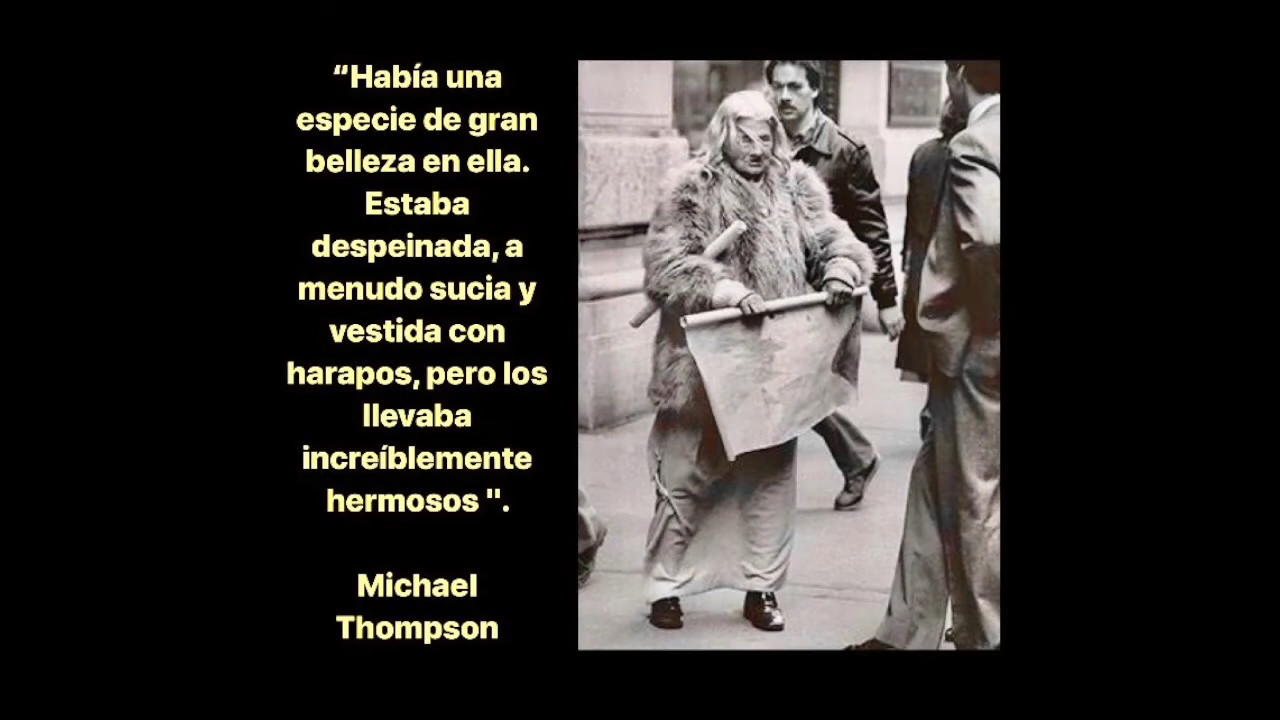 “Había una
especie de gran
belleza en ella.
Estaba
despeinada, a
menudo sucia y
vestida con
harapos, pero los
llevaba
increíblemente
hermosos ".
Michael
Thompson